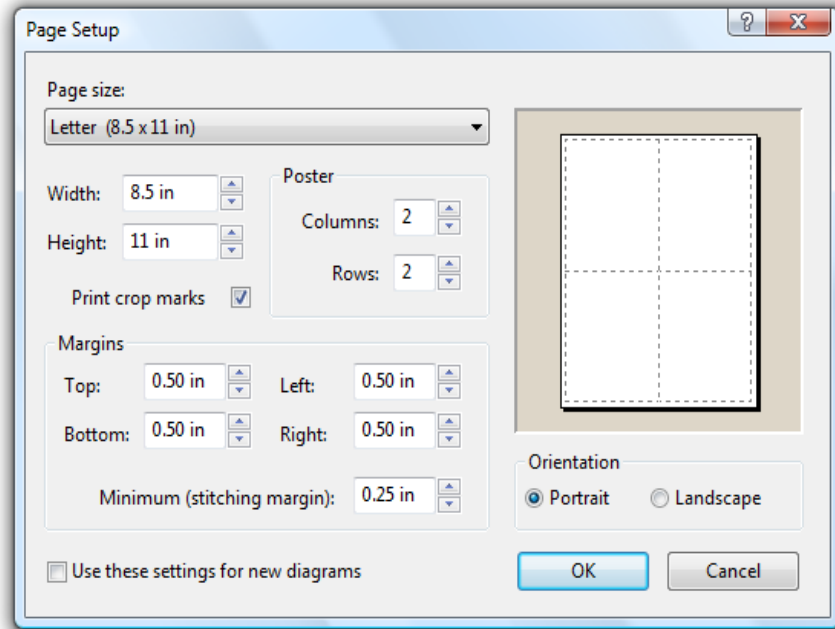 Page Setup
Page size:
Letter (8.5 x 11 in)
Width: 8.5 in
Height: 11 in
Print crop marks
Poster
Columns: 2
Rows: 2
Margins
Top: 0.50 in Left: 0.50 in
Bottom: 0.50 in Right: 0.50 in
Minimum (stitching margin): 0.25 in
Orientation
Portrait Landscape
Use these settings for new diagrams
OK Cancel